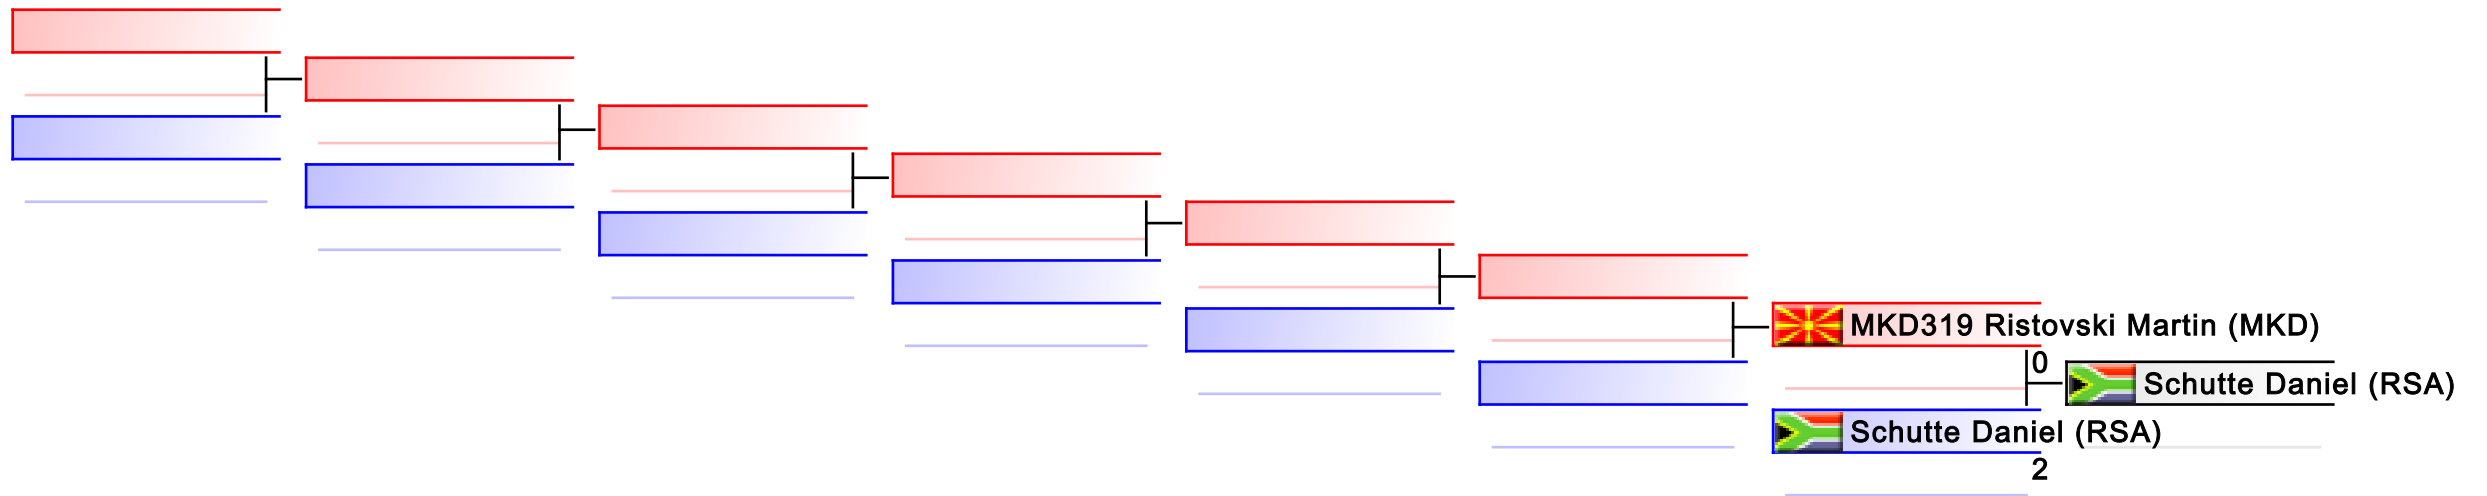 MKD319 Ristovski Martin (MKD)
0
Schutte Daniel (RSA)
Schutte Daniel (RSA)
2